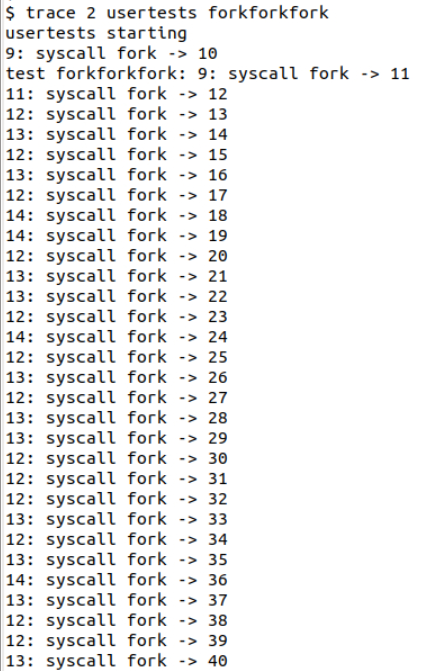 $ trace 2 usertests forkforkfork
usertests starting
9: syscall fork -> 10
test forkforkfork: 9: syscall fork -> 11
11: syscall fork -> 12
12: syscall fork -> 13
13: syscall fork -> 14
12: syscall fork -> 15
13: syscall fork -> 16
12: syscall fork -> 17
14: syscall fork -> 18
14: syscall fork -> 19
12: syscall fork -> 20
13: syscall fork -> 21
13: syscall fork -> 22
12: syscall fork -> 23
14: syscall fork -> 24
12: syscall fork -> 25
13: syscall fork -> 26
12: syscall fork -> 27
13: syscall fork -> 28
13: syscall fork -> 29
12: syscall fork -> 30
12: syscall fork -> 31
12: syscall fork -> 32
13: syscall fork -> 33
12: syscall fork -> 34
13: syscall fork -> 35
14: syscall fork -> 36
13: syscall fork -> 37
12: syscall fork -> 38
12: syscall fork -> 39
13: syscall fork -> 40